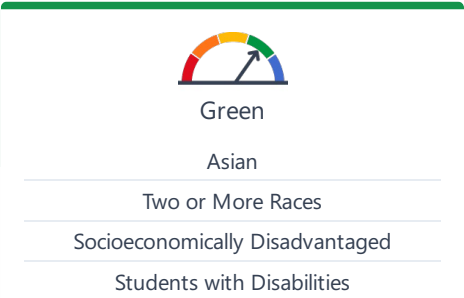 Green
Asian
Two or More Races
Socioeconomically Disadvantaged
Students with Disabilities